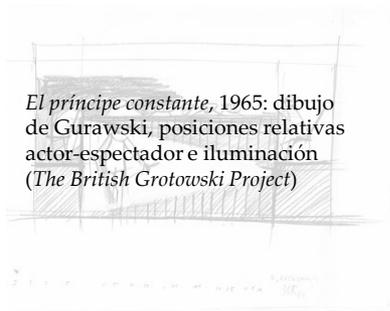 El príncipe constante, 1965: dibujo
de Gurawski, posiciones relativas
actor-espectador e iluminación
(The British Grotowski Project)